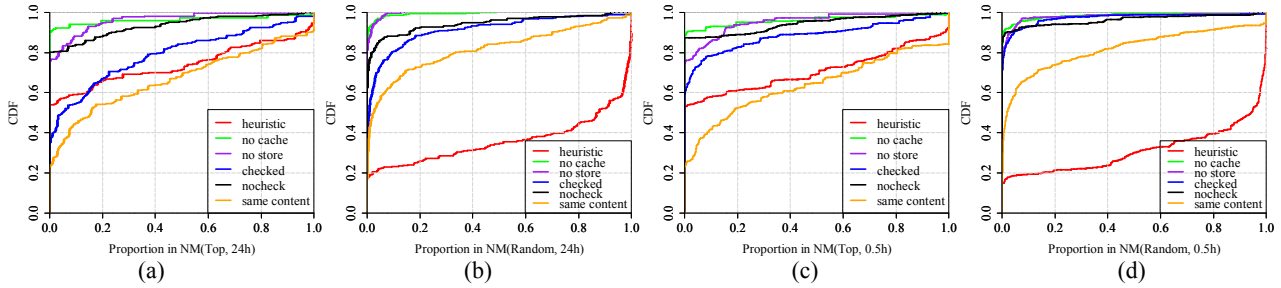 CDF
1.0
0.8
0.6
0.4
0.2
0.0
heuristic
no cache
no store
checked
nocheck
same content
0.0 0.2 0.4 0.6 0.8 1.0
Proportion in NM(Top, 24h)
(a)
CDF
1.0
0.8
0.6
0.4
0.2
0.0
heuristic
no cache
no store
checked
nocheck
same content
0.0 0.2 0.4 0.6 0.8 1.0
Proportion in NM(Random, 24h)
(b)
CDF
1.0
0.8
0.6
0.4
0.2
0.0
heuristic
no cache
no store
checked
nocheck
same content
0.0 0.2 0.4 0.6 0.8 1.0
Proportion in NM(Top, 0.5h)
(c)
CDF
1.0
0.8
0.6
0.4
0.2
0.0
heuristic
no cache
no store
checked
nocheck
same content
0.0 0.2 0.4 0.6 0.8 1.0
Proportion in NM(Random, 0.5h)
(d)